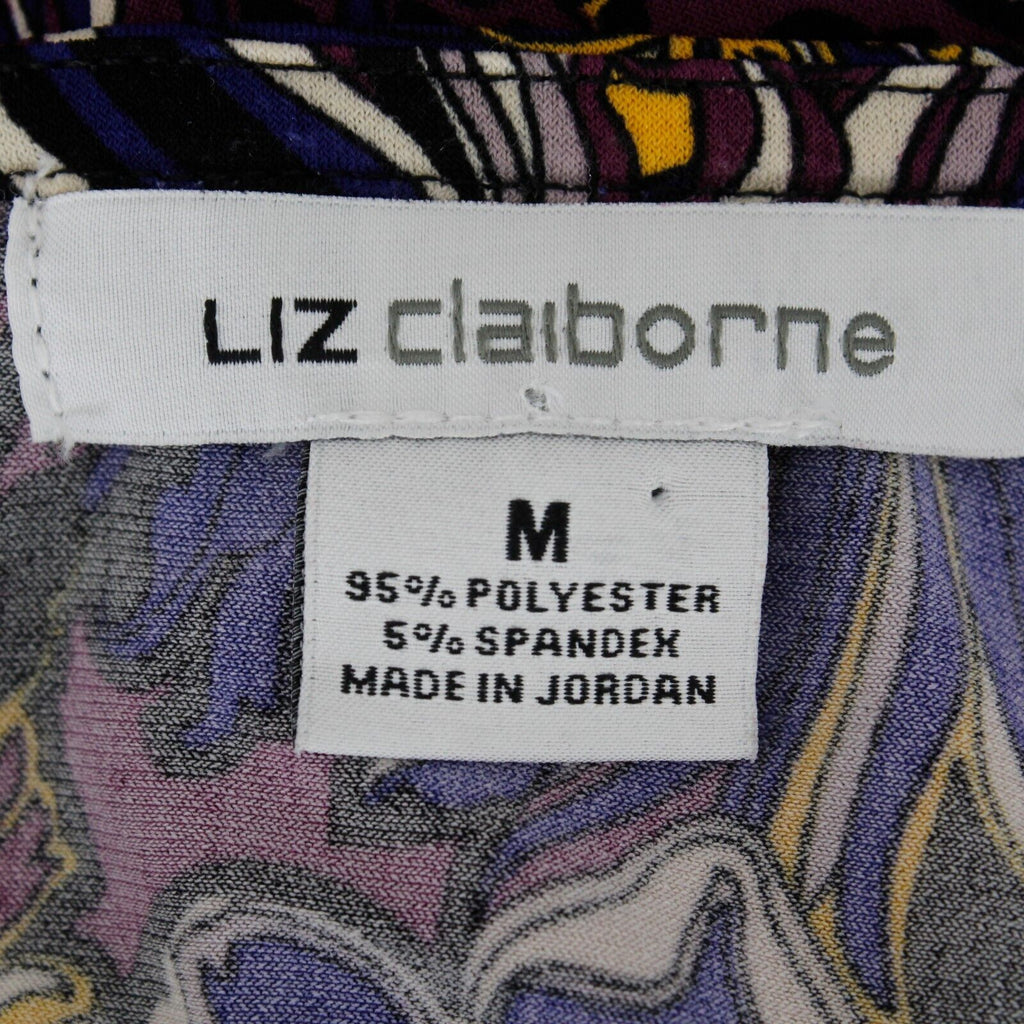 LIZ claiborne
M
95% POLYESTER
5% SPANDEX
MADE IN JORDAN